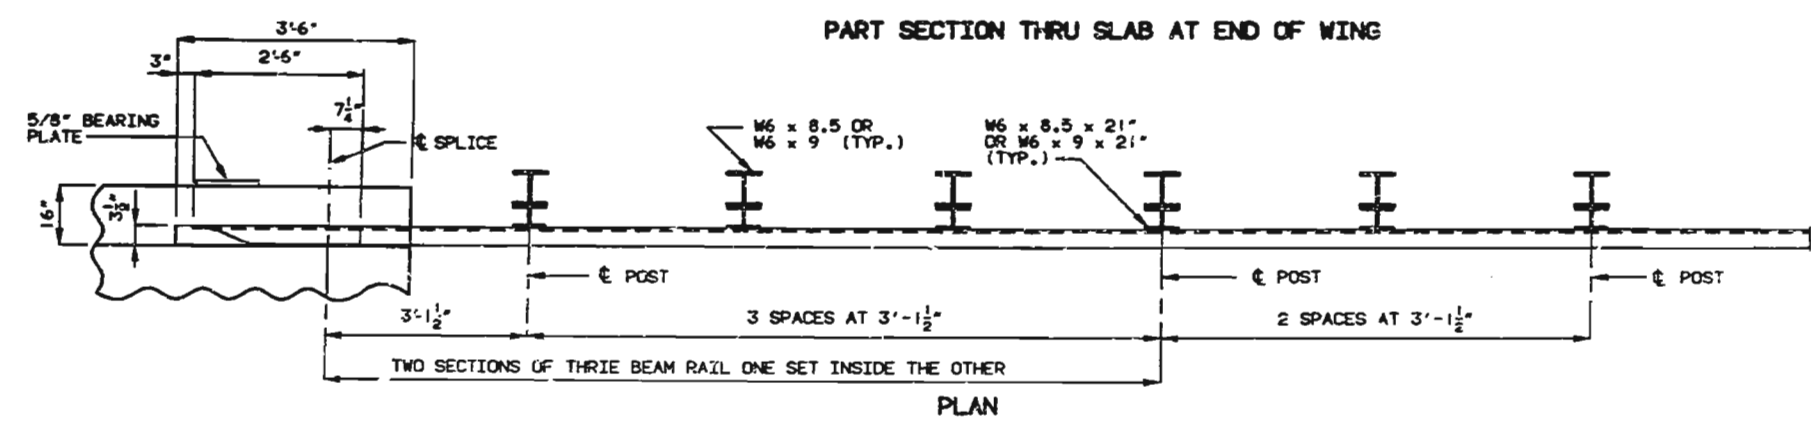 PART SECTION THRU SLAB AT END OF WING
3'-6"
3"
2'-6"
7 1/4"
5/8" BEARING
PLATE
℄ SPLICE
W6 x 8.5 OR
W6 x 9 (TYP.)
W6 x 8.5 x 21"
OR W6 x 9 x 21"
(TYP.)
16"
℄ POST
℄ POST
℄ POST
3'-1 1/2"
3 SPACES AT 3'-1 1/2"
2 SPACES AT 3'-1 1/2"
TWO SECTIONS OF THRIE BEAM RAIL ONE SET INSIDE THE OTHER
PLAN